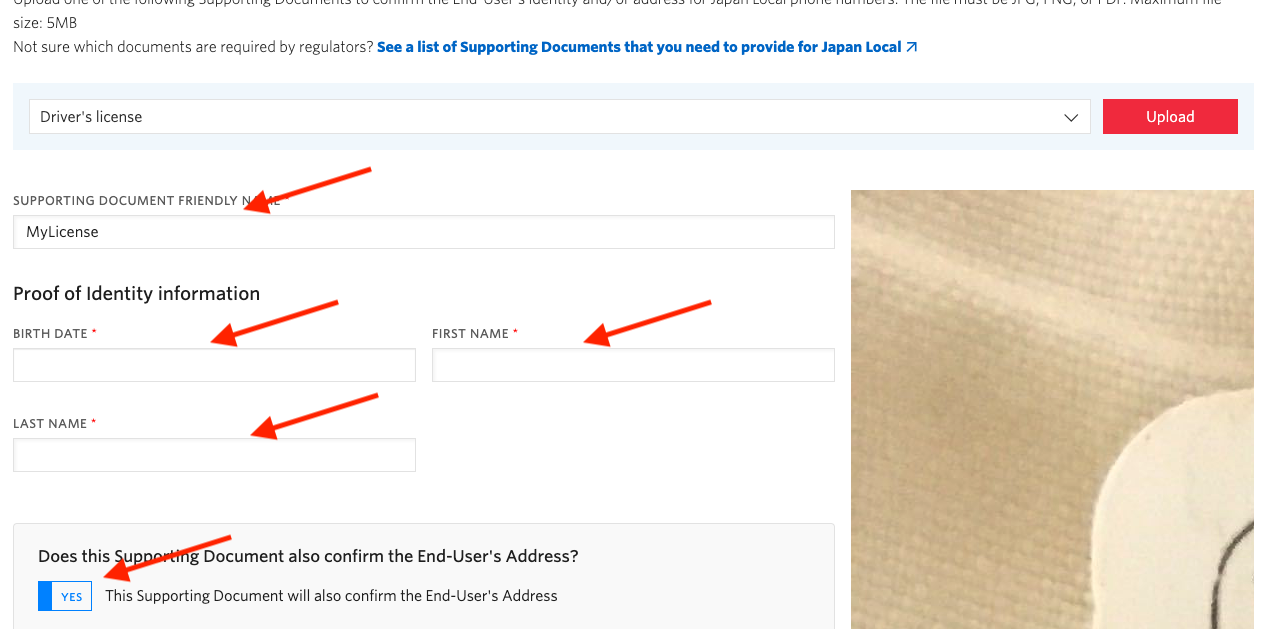 Upload one of the following Supporting Documents to confirm the End-User's identity and/or address for Japan Local phone numbers. The file must be JPG, PNG, or PDF. Maximum file
size: 5MB
Not sure which documents are required by regulators? See a list of Supporting Documents that you need to provide for Japan Local
Driver's license
Upload
SUPPORTING DOCUMENT FRIENDLY NAME
MyLicense
Proof of Identity information
BIRTH DATE *
FIRST NAME *
LAST NAME *
Does this Supporting Document also confirm the End-User's Address?
YES
This Supporting Document will also confirm the End-User's Address